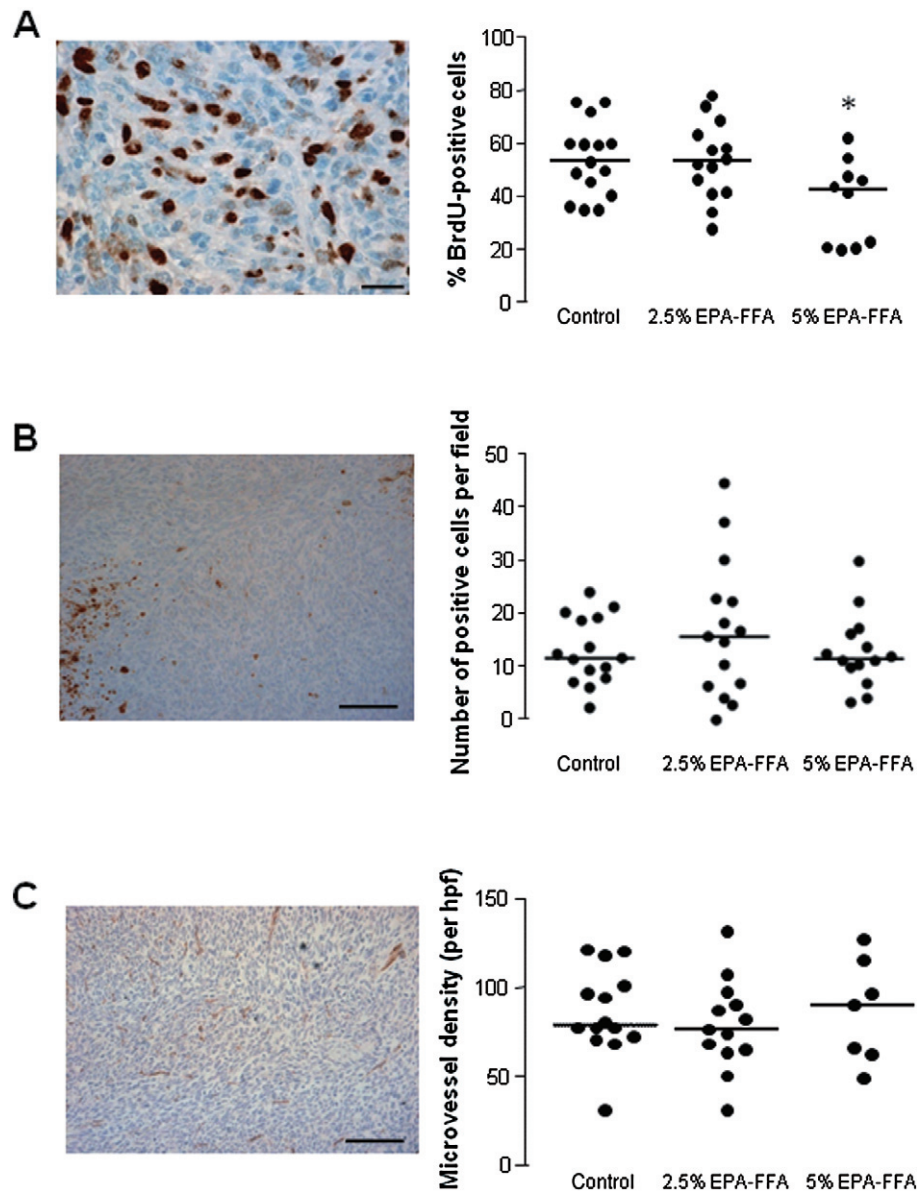 A
% BrdU-positive cells
100
80
60
40
20
0
*
Control 2.5% EPA-FFA 5% EPA-FFA
B
Number of positive cells per field
50
40
30
20
10
0
Control 2.5% EPA-FFA 5% EPA-FFA
C
Microvessel density (per hpf)
150
100
50
0
Control 2.5% EPA-FFA 5% EPA-FFA